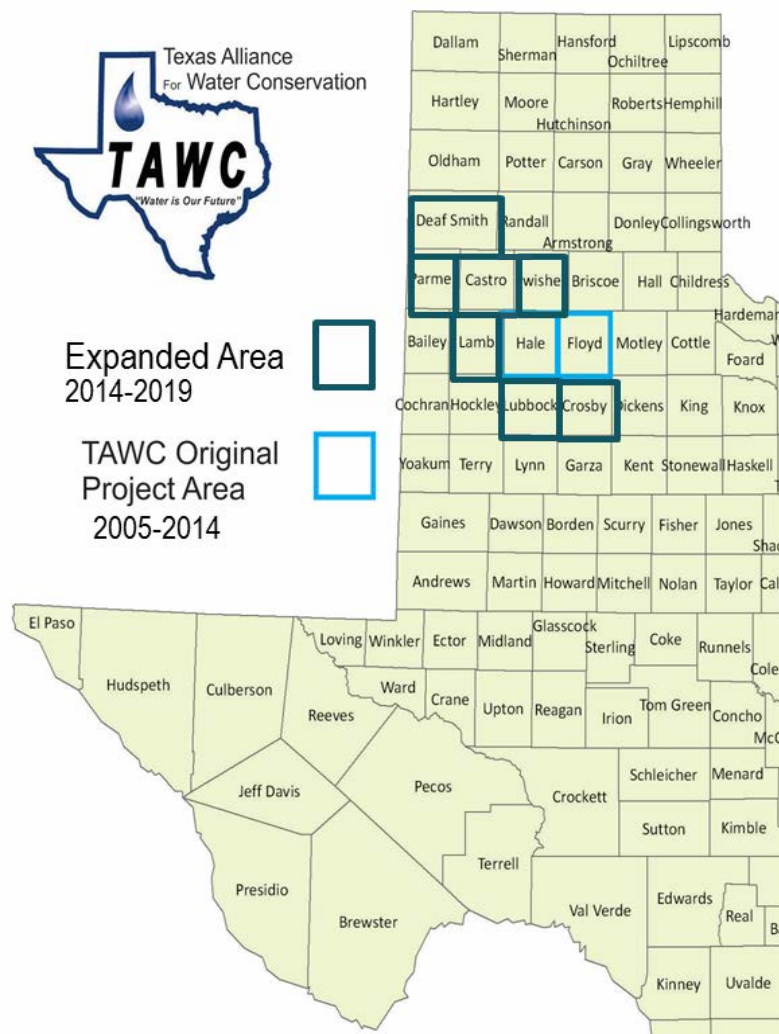 Texas Alliance
For Water Conservation
TAWC
"Water is Our Future"
Expanded Area
2014-2019
TAWC Original
Project Area
2005-2014
Dallam Sherman Hansford Ochiltree Lipscomb
Hartley Moore Hutchinson Roberts Hemphill
Oldham Potter Carson Gray Wheeler
Deaf Smith Randall Armstrong Donley Collingsworth
Parme Castro wishe Briscoe Hall Childress
Hardeman
Bailey Lamb Hale Floyd Motley Cottle Foard
Cochran Hockley Lubbock Crosby Dickens King Knox
Yoakum Terry Lynn Garza Kent Stonewall Haskell
Gaines Dawson Borden Scurry Fisher Jones
Shac
Andrews Martin Howard Mitchell Nolan Taylor Cal
El Paso Loving Winkler Ector Midland Glasscock Sterling Coke Runnels
Cole
Hudspeth Culberson Reeves Ward Crane Upton Reagan Irion Tom Green Concho
McC
Jeff Davis Pecos Crockett Schleicher Menard
Sutton Kimble
Presidio Brewster Terrell Val Verde Edwards Real
Kinney Uvalde